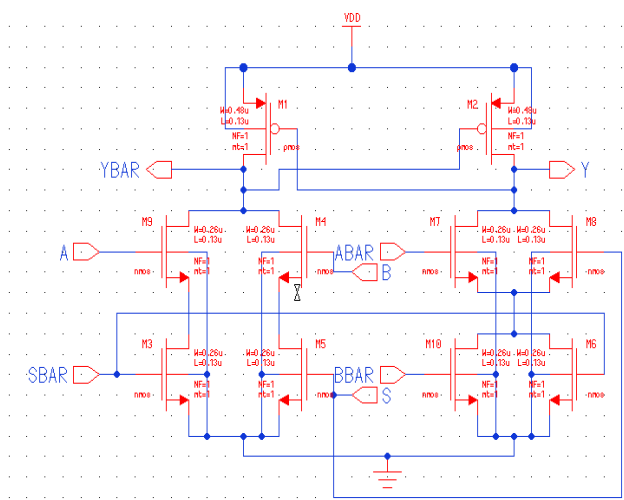 VDD
M1
M2
W=0.48u
L=0.13u
NF=1
mt=1
pmos
W=0.48u
L=0.13u
NF=1
mt=1
pmos
YBAR
Y
M9
M4
M7
M8
W=0.26u
L=0.13u
NF=1
mt=1
nmos
W=0.26u
L=0.13u
NF=1
mt=1
nmos
W=0.26u
L=0.13u
NF=1
mt=1
nmos
W=0.26u
L=0.13u
NF=1
mt=1
nmos
A
B
ABAR
M3
M5
M10
M6
W=0.26u
L=0.13u
NF=1
mt=1
nmos
W=0.26u
L=0.13u
NF=1
mt=1
nmos
W=0.26u
L=0.13u
NF=1
mt=1
nmos
W=0.26u
L=0.13u
NF=1
mt=1
nmos
SBAR
S
BBAR